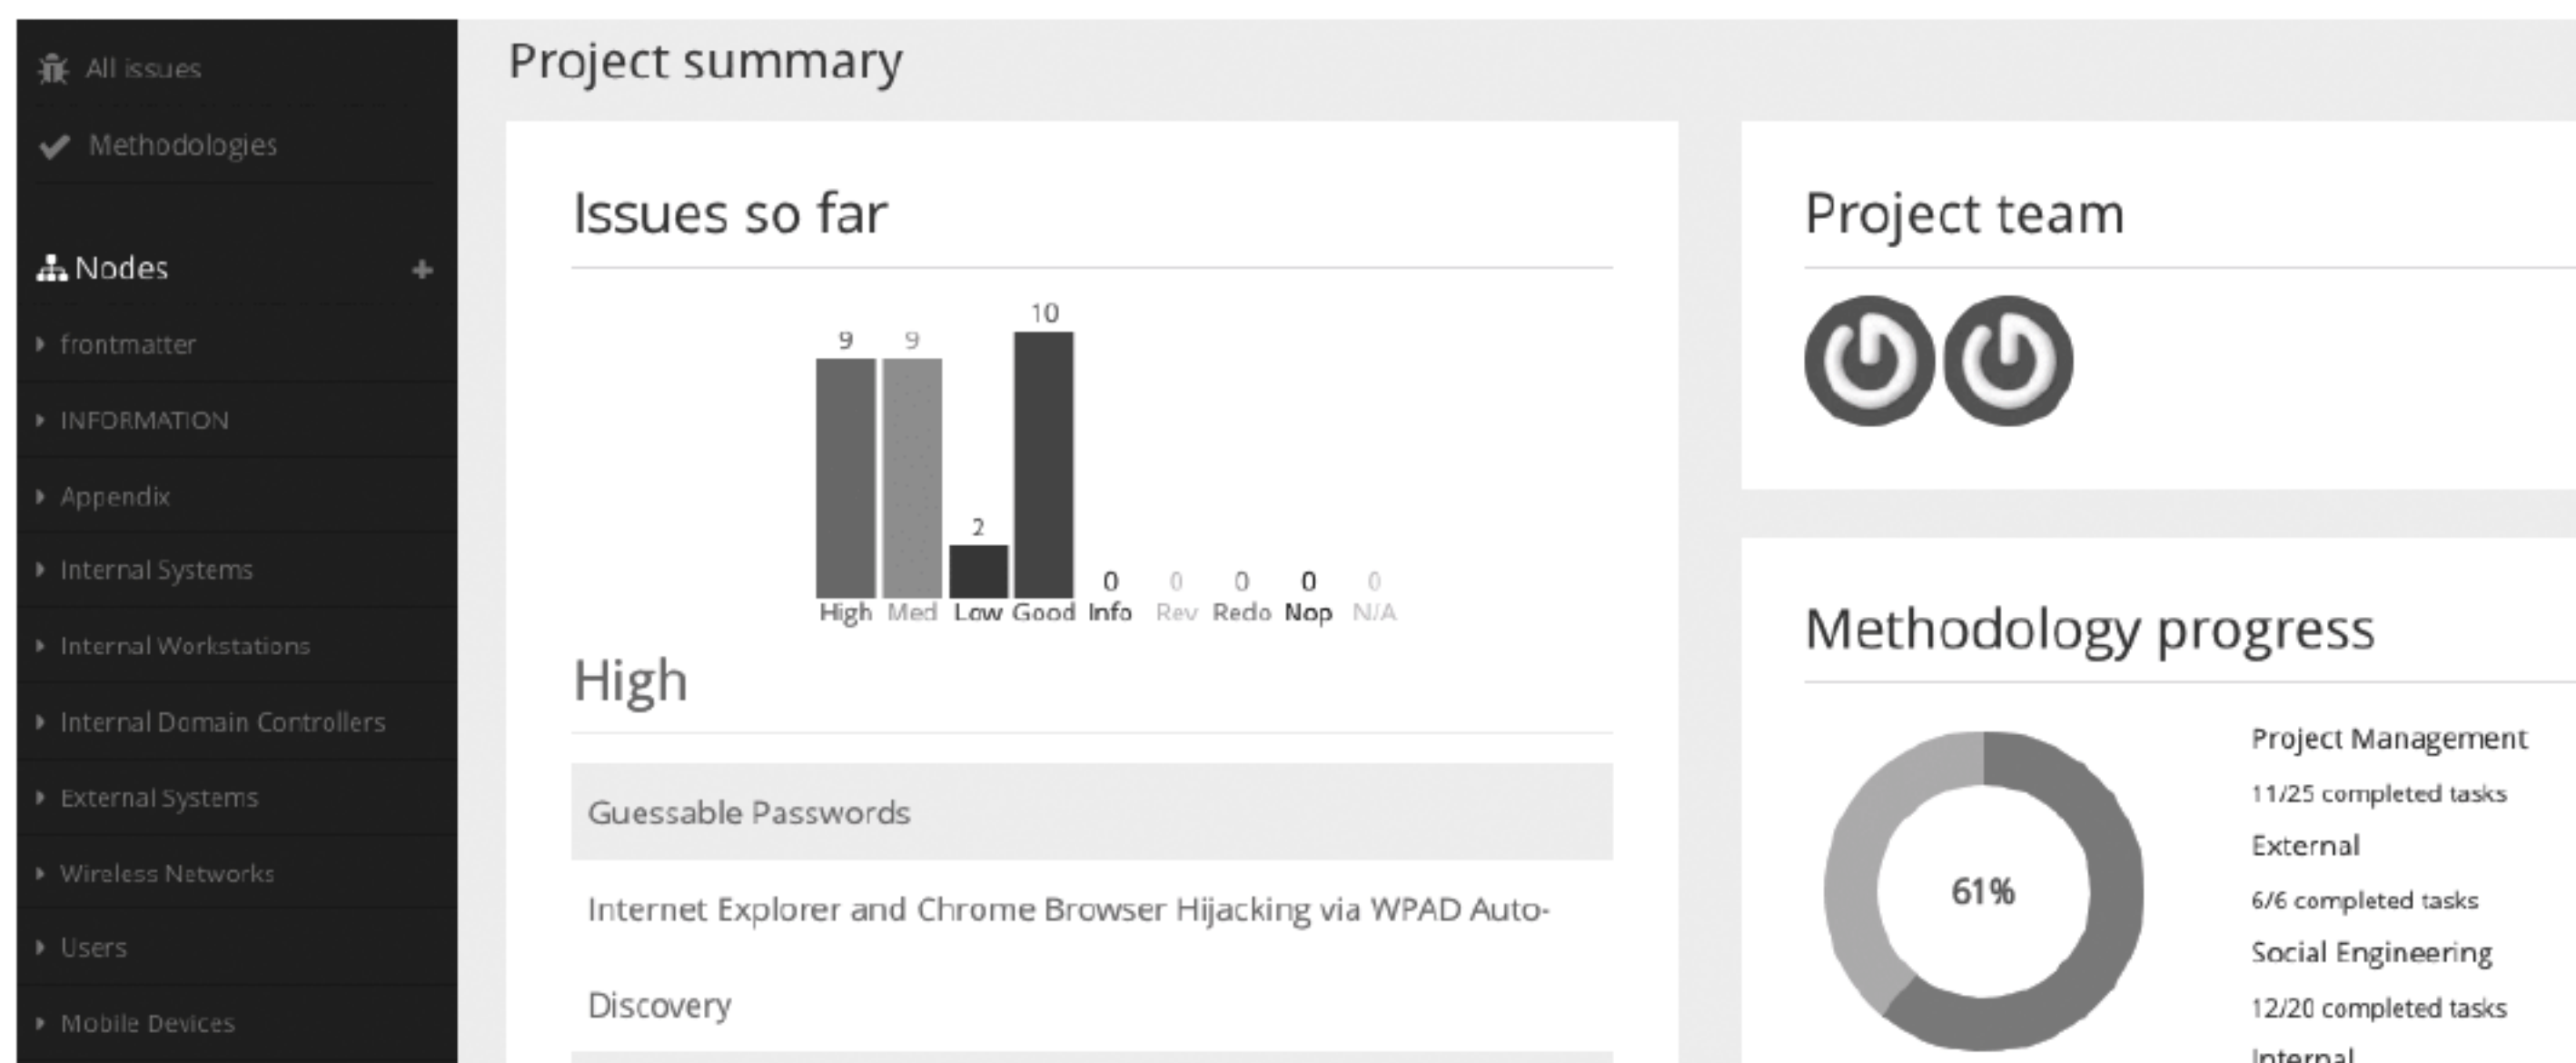 All issues
Methodologies
Nodes
frontmatter
INFORMATION
Appendix
Internal Systems
Internal Workstations
Internal Domain Controllers
External Systems
Wireless Networks
Users
Mobile Devices
Project summary
Issues so far
9 9 2 10 0 0 0 0 0
High Med Low Good Info Rev Redo Nop N/A
High
Guessable Passwords
Internet Explorer and Chrome Browser Hijacking via WPAD Auto-
Discovery
Project team
Methodology progress
61%
Project Management
11/25 completed tasks
External
6/6 completed tasks
Social Engineering
12/20 completed tasks
Internal